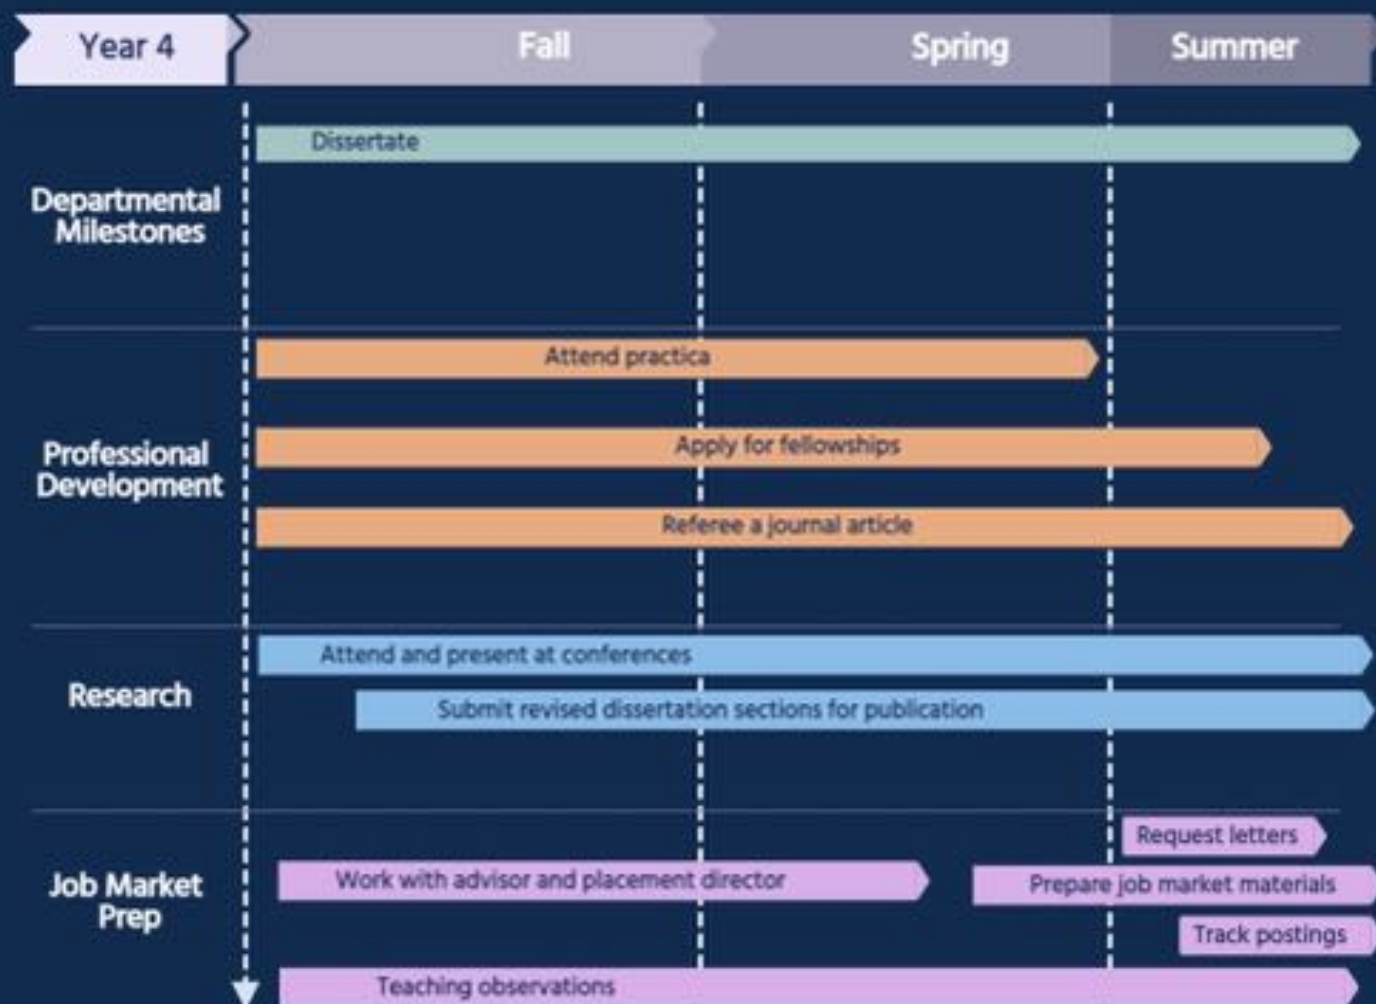 Year 4
Fall
Spring
Summer
Departmental
Milestones
Dissertate
Professional
Development
Attend practica
Apply for fellowships
Referee a journal article
Research
Attend and present at conferences
Submit revised dissertation sections for publication
Job Market
Prep
Request letters
Work with advisor and placement director
Prepare job market materials
Track postings
Teaching observations